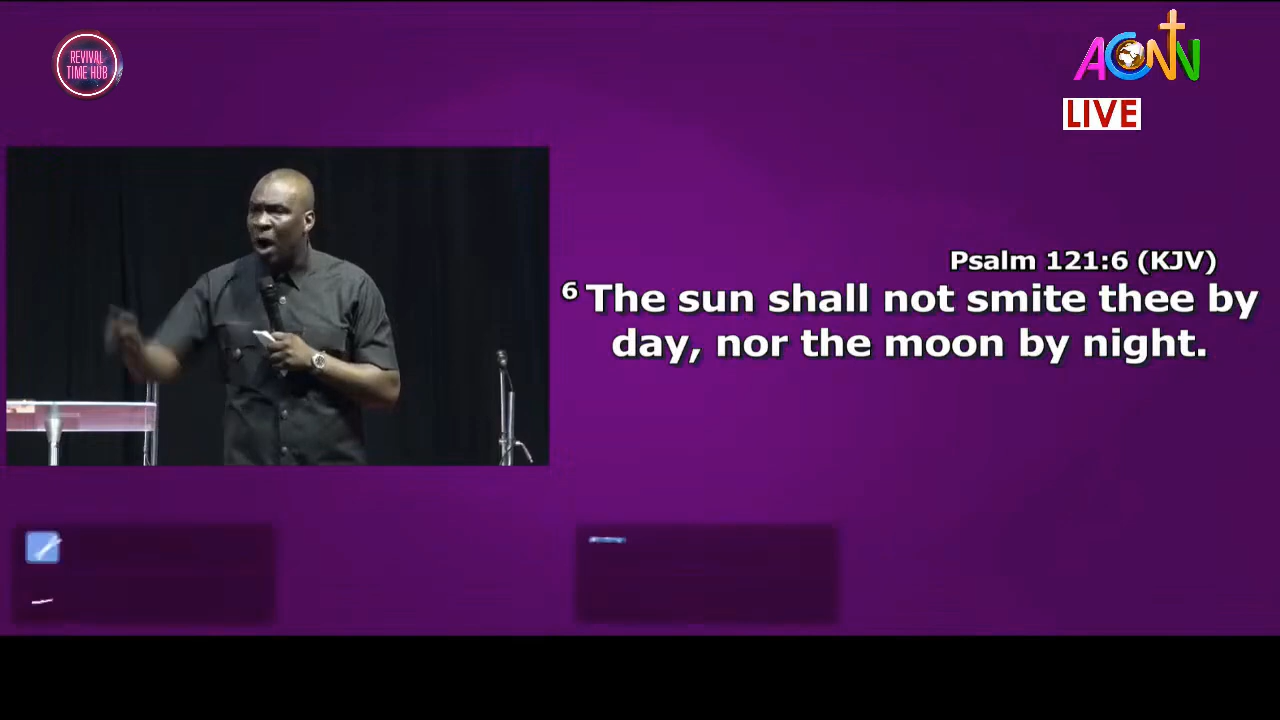 REVIVAL
TIME HUB
ACNN
LIVE
Psalm 121:6 (KJV)
6 The sun shall not smite thee by
day, nor the moon by night.